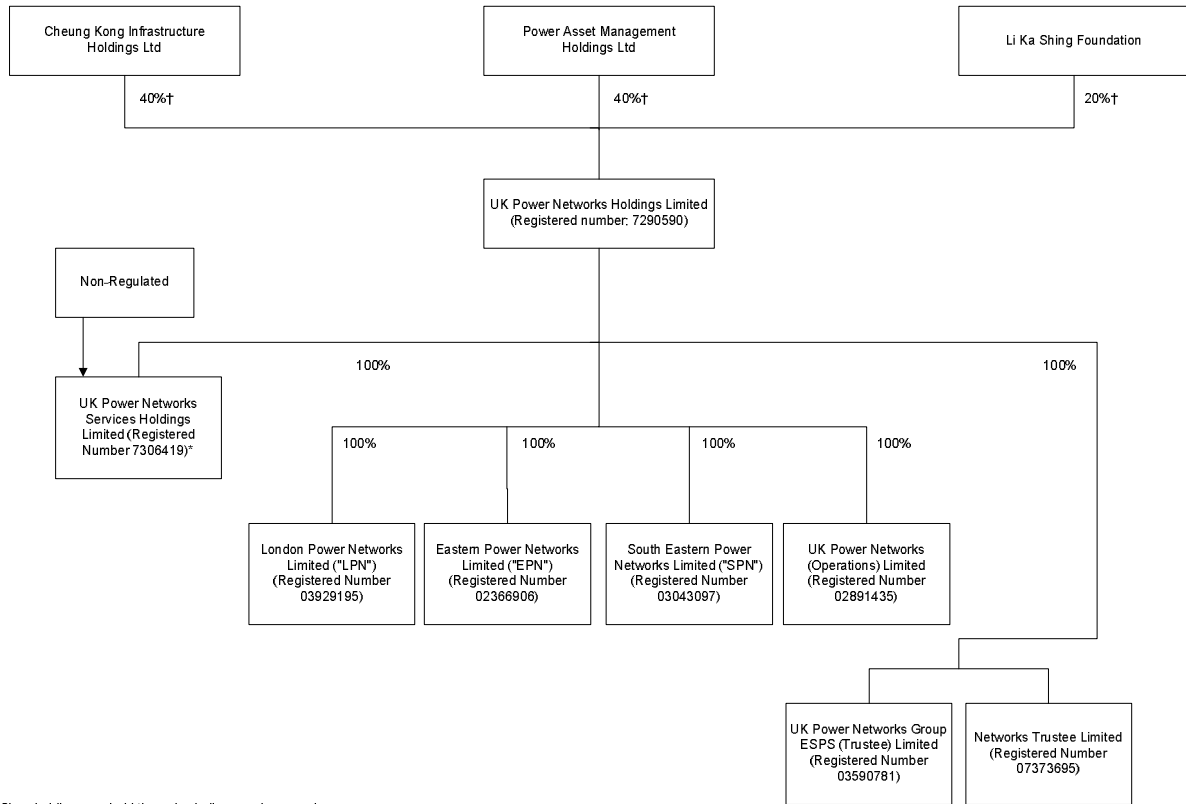 Cheung Kong Infrastructure
Holdings Ltd
Power Asset Management
Holdings Ltd
Li Ka Shing Foundation
40%†
40%†
20%†
UK Power Networks Holdings Limited
(Registered number: 7290590)
Non-Regulated
100%
100%
UK Power Networks
Services Holdings
Limited (Registered
Number 7306419)*
100%
100%
100%
100%
London Power Networks
Limited ("LPN")
(Registered Number
03929195)
Eastern Power Networks
Limited ("EPN")
(Registered Number
02366906)
South Eastern Power
Networks Limited ("SPN")
(Registered Number
03043097)
UK Power Networks
(Operations) Limited
(Registered Number
02891435)
UK Power Networks Group
ESPS (Trustee) Limited
(Registered Number
03590781)
Networks Trustee Limited
(Registered Number
07373695)